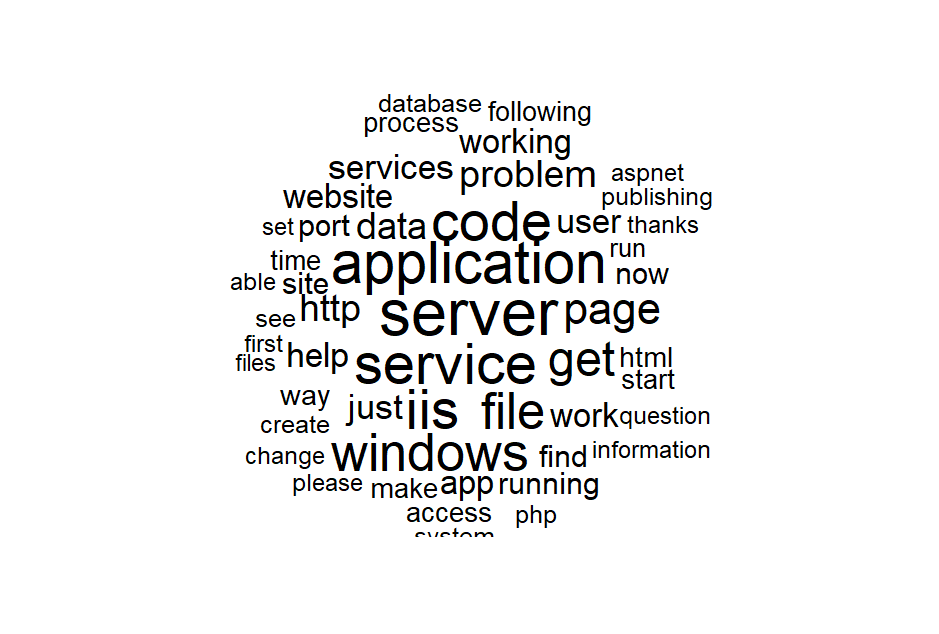 database following
process
working
services problem aspnet
website publishing
set port data code user thanks
time application run
able site now
see http server page
first help service get html
files start
way just iis file work question
create
change windows find information
please make app running
access php
system